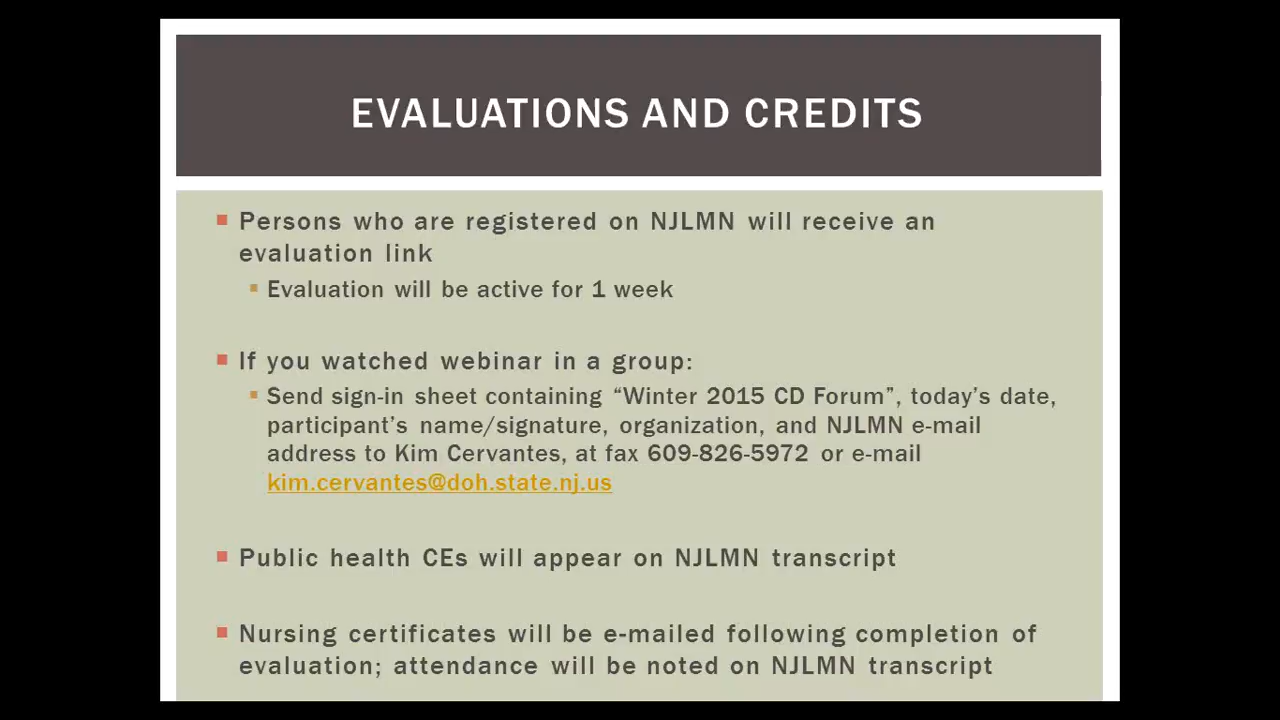 EVALUATIONS AND CREDITS
Persons who are registered on NJLMN will receive an
evaluation link
Evaluation will be active for 1 week
If you watched webinar in a group:
Send sign-in sheet containing “Winter 2015 CD Forum”, today’s date,
participant’s name/signature, organization, and NJLMN e-mail
address to Kim Cervantes, at fax 609-826-5972 or e-mail
kim.cervantes@doh.state.nj.us
Public health CEs will appear on NJLMN transcript
Nursing certificates will be e-mailed following completion of
evaluation; attendance will be noted on NJLMN transcript